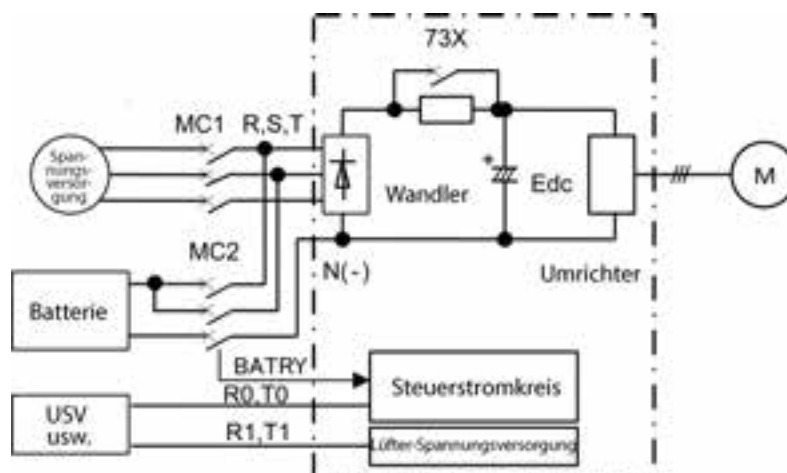 73X
MC1
R,S,T
Span-
nungs-
versor-
gung
Wandler
+
Edc
M
MC2
N(-)
Umrichter
Batterie
BATRY
Steuerstromkreis
R0,T0
USV
usw.
R1,T1
Lüfter-Spannungsversorgung